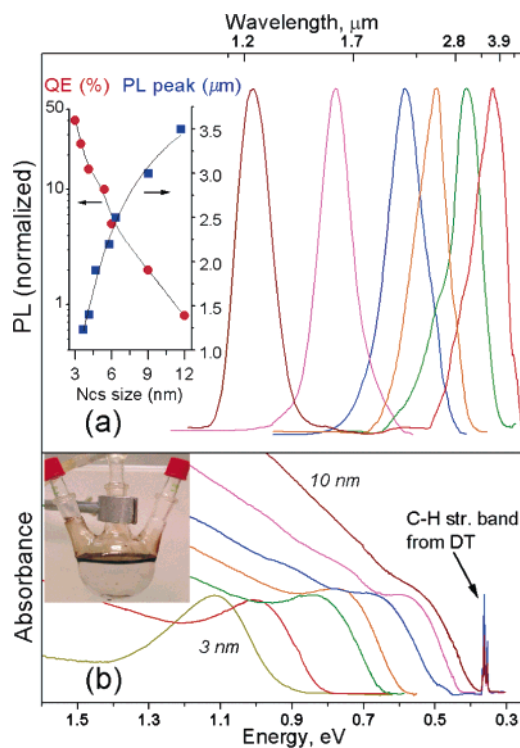 Wavelength, μm
1.2 1.7 2.8 3.9
QE (%) PL peak (μm)
50
10
1
3.5
3.0
2.5
2.0
1.5
1.0
3 6 9 12
Ncs size (nm)
PL (normalized)
(a)
10 nm
C-H str. band
from DT
3 nm
Absorbance
(b)
1.5 1.3 1.1 0.9 0.7 0.5 0.3
Energy, eV